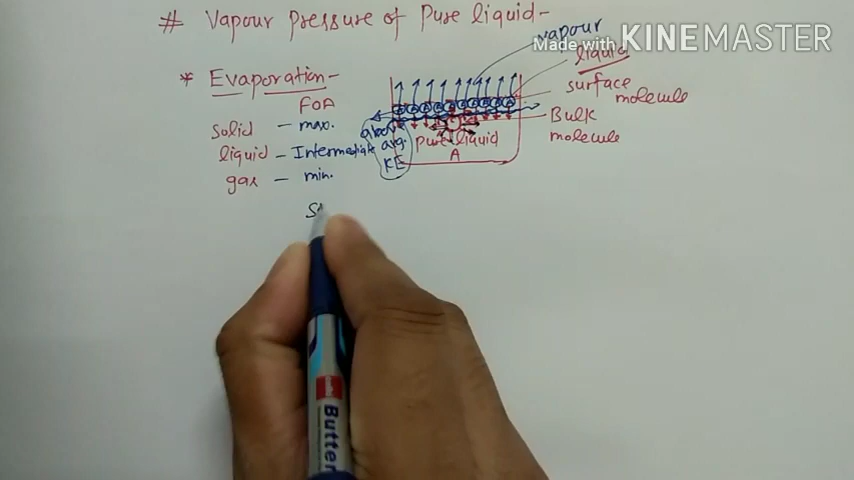 # Vapour Pressure of Pure liquid-
Made with KINEMASTER
vapour
liquid
* Evaporation-
surface
molecule
FOA
solid - max.
Bulk
molecule
above
avg.
KE
liquid - Intermediate
Pure liquid
A
gas - min.
S
Butter